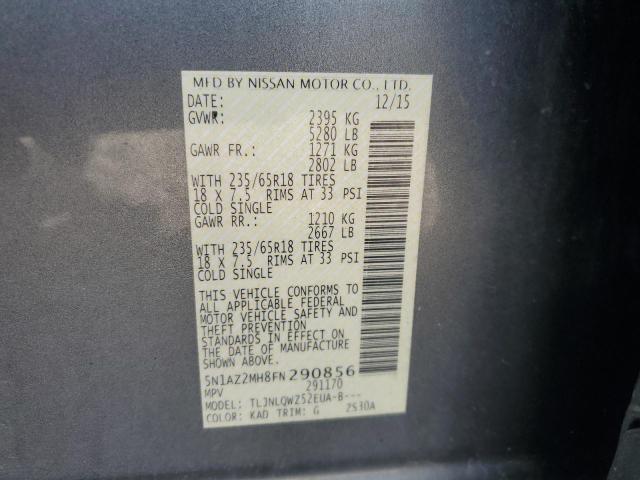 MFD BY NISSAN MOTOR CO., LTD.
DATE: 12/15
GVWR: 2395 KG
5280 LB
GAWR FR.: 1271 KG
2802 LB
WITH 235/65R18 TIRES
18 X 7.5 RIMS AT 33 PSI
COLD SINGLE
GAWR RR.: 1210 KG
2667 LB
WITH 235/65R18 TIRES
18 X 7.5 RIMS AT 33 PSI
COLD SINGLE
THIS VEHICLE CONFORMS TO
ALL APPLICABLE FEDERAL
MOTOR VEHICLE SAFETY AND
THEFT PREVENTION
STANDARDS IN EFFECT ON
THE DATE OF MANUFACTURE
SHOWN ABOVE.
5N1AZ2MH8FN290856
MPV 291170
MODEL: TLJNLQWZ52EUA-B---
COLOR: KAD TRIM: G 2S30A